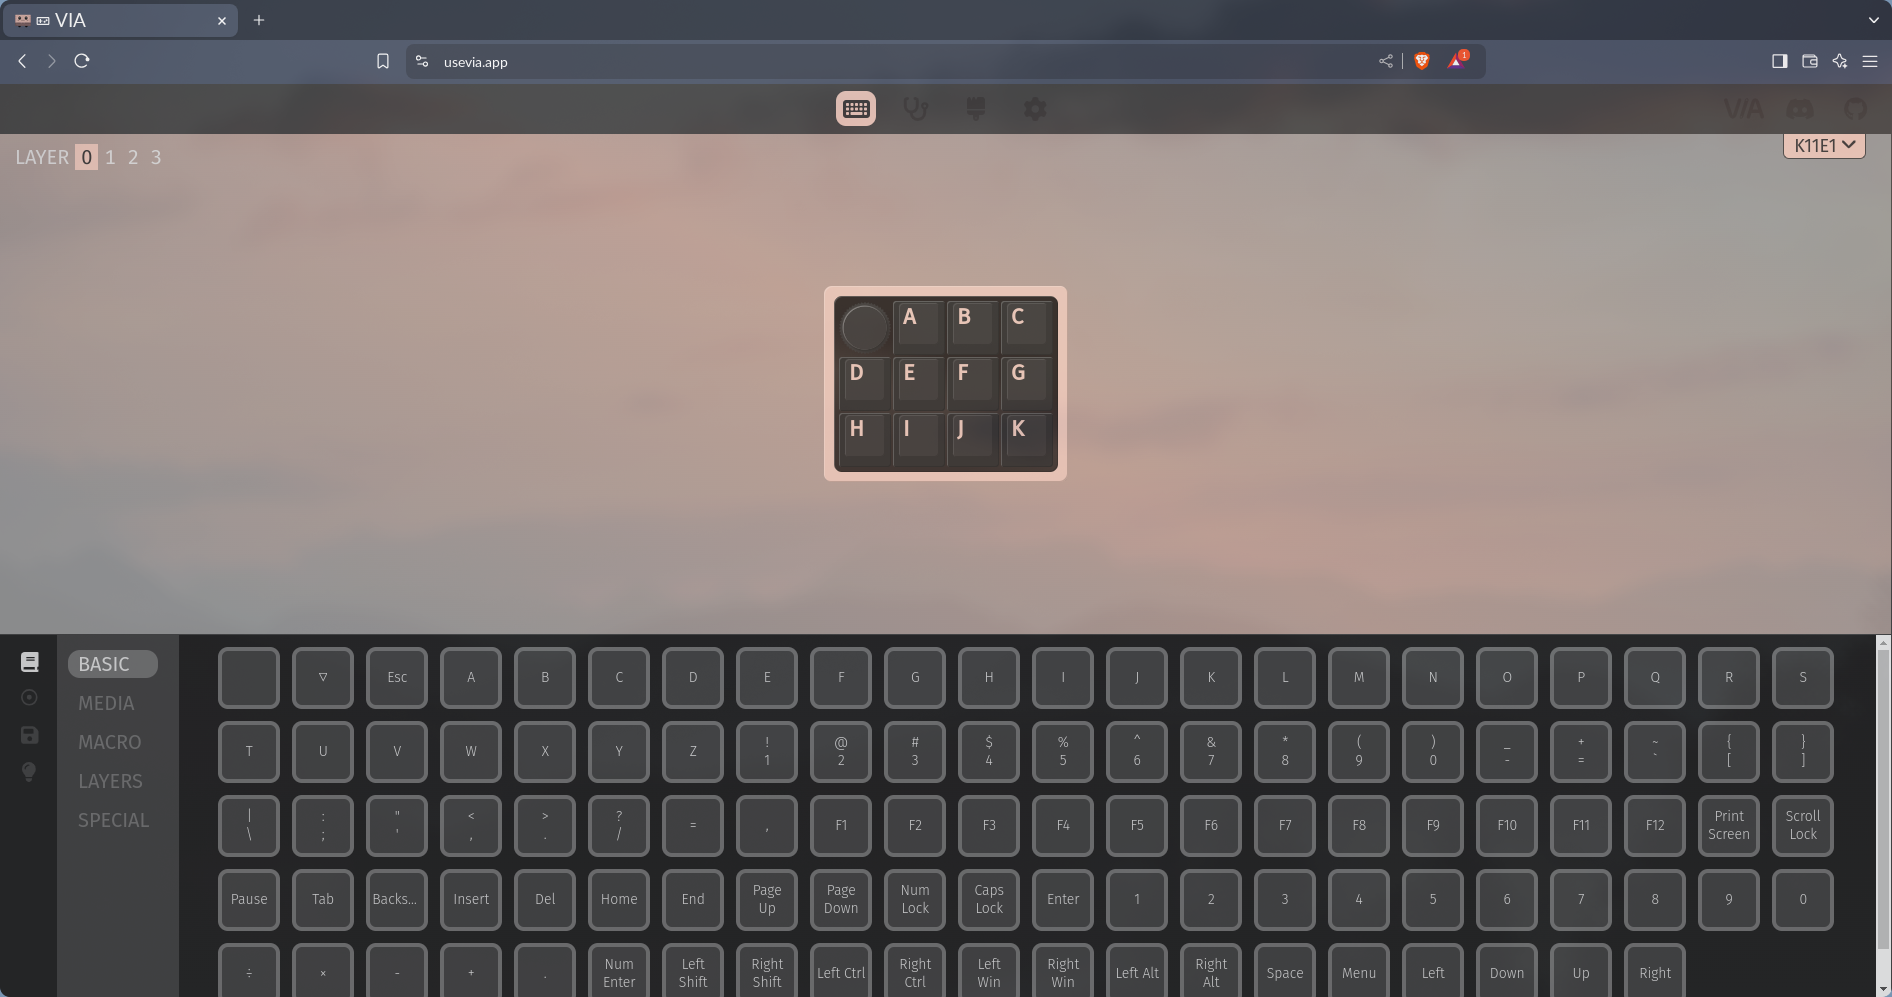 VIA
usevia.app
1
VIA
LAYER 0 1 2 3
K11E1
A B C
D E F G
H I J K
BASIC
MEDIA
MACRO
LAYERS
SPECIAL
▽ Esc A B C D E F G H I J K L M N O P Q R S
T U V W X Y Z ! @ # $ % ^ & * ( ) _ + ~ { }
1 2 3 4 5 6 7 8 9 0 - = ` [ ]
| : " < > ? = , F1 F2 F3 F4 F5 F6 F7 F8 F9 F10 F11 F12 Print Scroll
\ ; ' , . / Screen Lock
Pause Tab Backs... Insert Del Home End Page Page Num Caps Enter 1 2 3 4 5 6 7 8 9 0
Up Down Lock Lock
÷ × - + . Num Left Right Left Ctrl Right Left Right Left Alt Right Space Menu Left Down Up Right
Enter Shift Shift Ctrl Win Win Alt